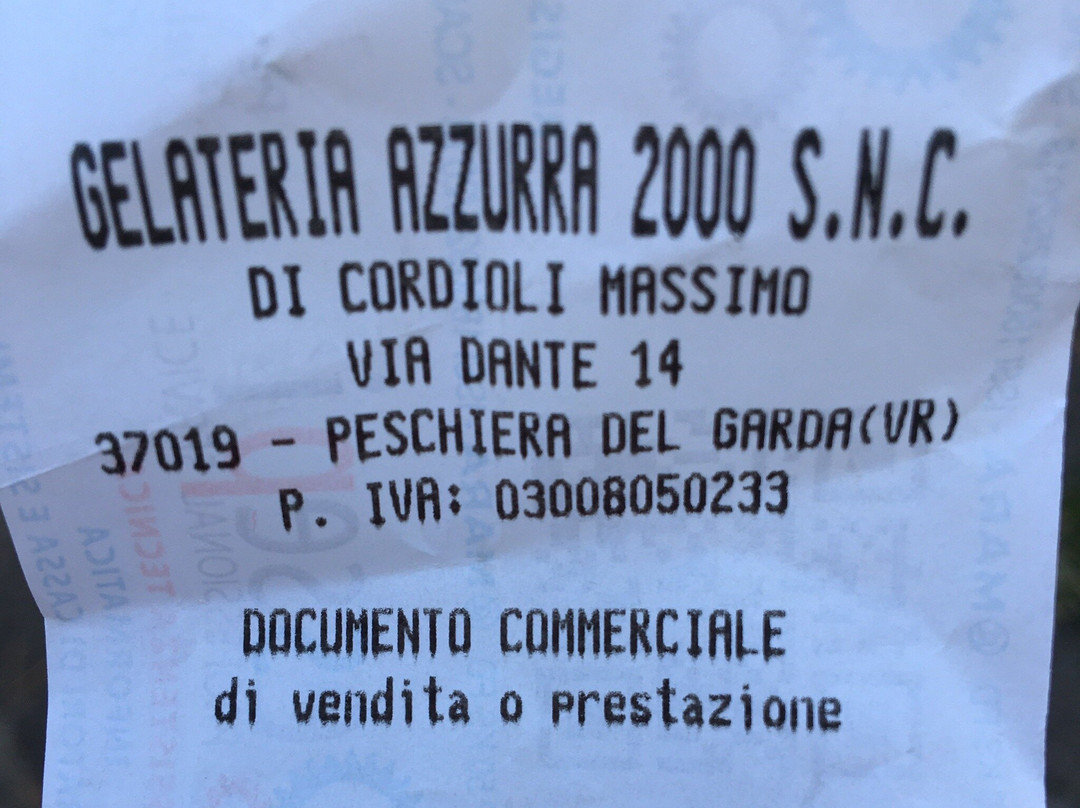 GELATERIA AZZURRA 2000 S.N.C.
DI CORDIOLI MASSIMO
VIA DANTE 14
37019 - PESCHIERA DEL GARDA(VR)
P. IVA: 03008050233
DOCUMENTO COMMERCIALE
di vendita o prestazione